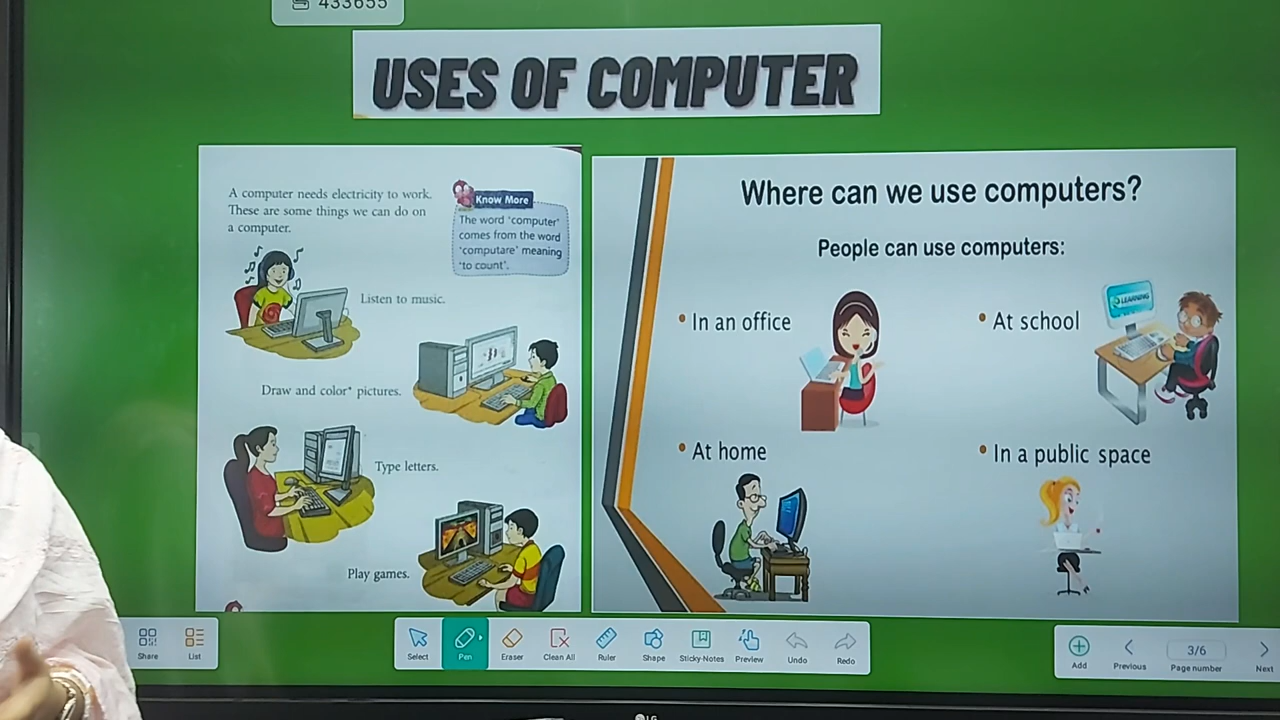 433655
USES OF COMPUTER
A computer needs electricity to work.
These are some things we can do on
a computer.
Know More
The word 'computer'
comes from the word
'computare' meaning
'to count'.
Listen to music.
Draw and color* pictures.
Type letters.
Play games.
Where can we use computers?
People can use computers:
• In an office
• At school
LEARNING
• At home
• In a public space
Share
List
Select
Pen
Eraser
Clean All
Ruler
Shape
Sticky-Notes
Preview
Undo
Redo
Add
Previous
3/6
Page number
Next
LG